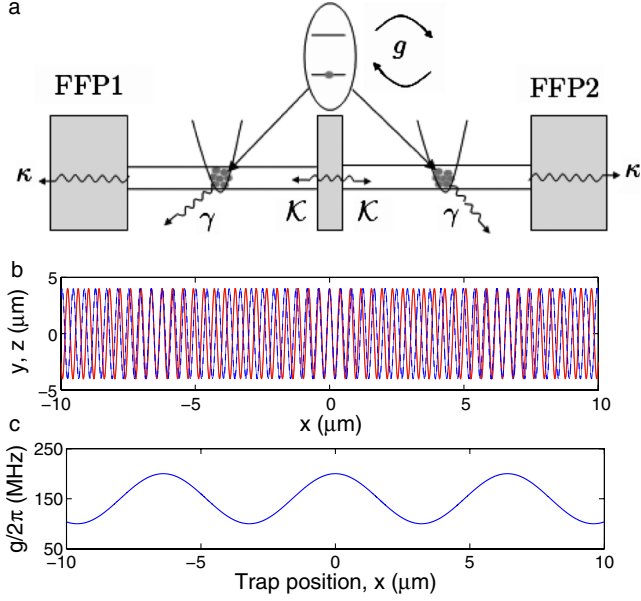 a
g
FFP1
FFP2
κ
κ
γ
𝒦
𝒦
γ
b
5
0
−5
y, z (μm)
−10
−5
0
5
10
x (μm)
c
250
150
50
g/2π (MHz)
−10
−5
0
5
10
Trap position, x (μm)